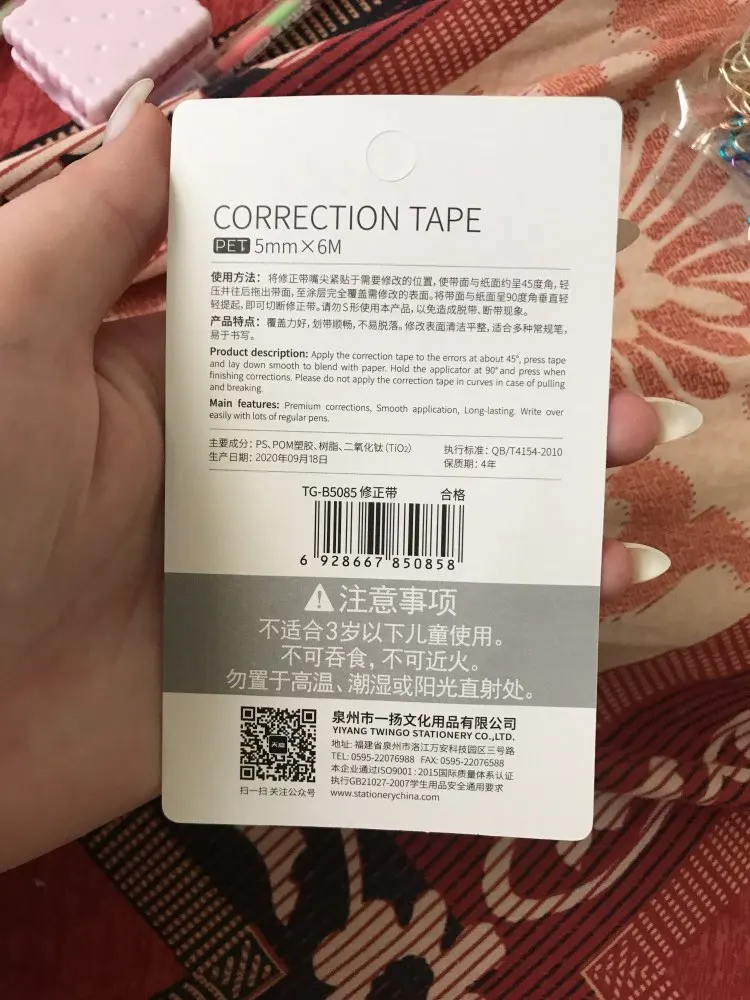 CORRECTION TAPE
PET 5mm×6M
使用方法：将修正带嘴尖紧贴于需要修改的位置，使带面与纸面约呈45度角，轻
压并往后拖出带面，至涂层完全覆盖需修改的表面。将带面与纸面呈90度角垂直轻
轻提起，即可切断修正带。请勿S形使用本产品，以免造成脱带、断带现象。
产品特点：覆盖力好，划带顺畅，不易脱落。修改表面清洁平整，适合多种常规笔，
易于书写。
Product description: Apply the correction tape to the errors at about 45°, press tape
and lay down smooth to blend with paper. Hold the applicator at 90° and press when
finishing corrections. Please do not apply the correction tape in curves in case of pulling
and breaking.
Main features: Premium corrections, Smooth application, Long-lasting. Write over
easily with lots of regular pens.
主要成分：PS、POM塑胶、树脂、二氧化钛（TiO2） 执行标准：QB/T4154-2010
生产日期：2020年09月18日 保质期：4年
TG-B5085 修正带 合格
6 928667 850858
注意事项
不适合3岁以下儿童使用。
不可吞食，不可近火。
勿置于高温、潮湿或阳光直射处。
泉州市一扬文化用品有限公司
YIYANG TWINGO STATIONERY CO.,LTD.
地址：福建省泉州市洛江万安科技园区三号路
TEL: 0595-22076988 FAX: 0595-22076588
本企业通过ISO9001：2015国际质量体系认证
执行GB21027-2007学生用品安全通用要求
扫一扫 关注公众号 www.stationerychina.com